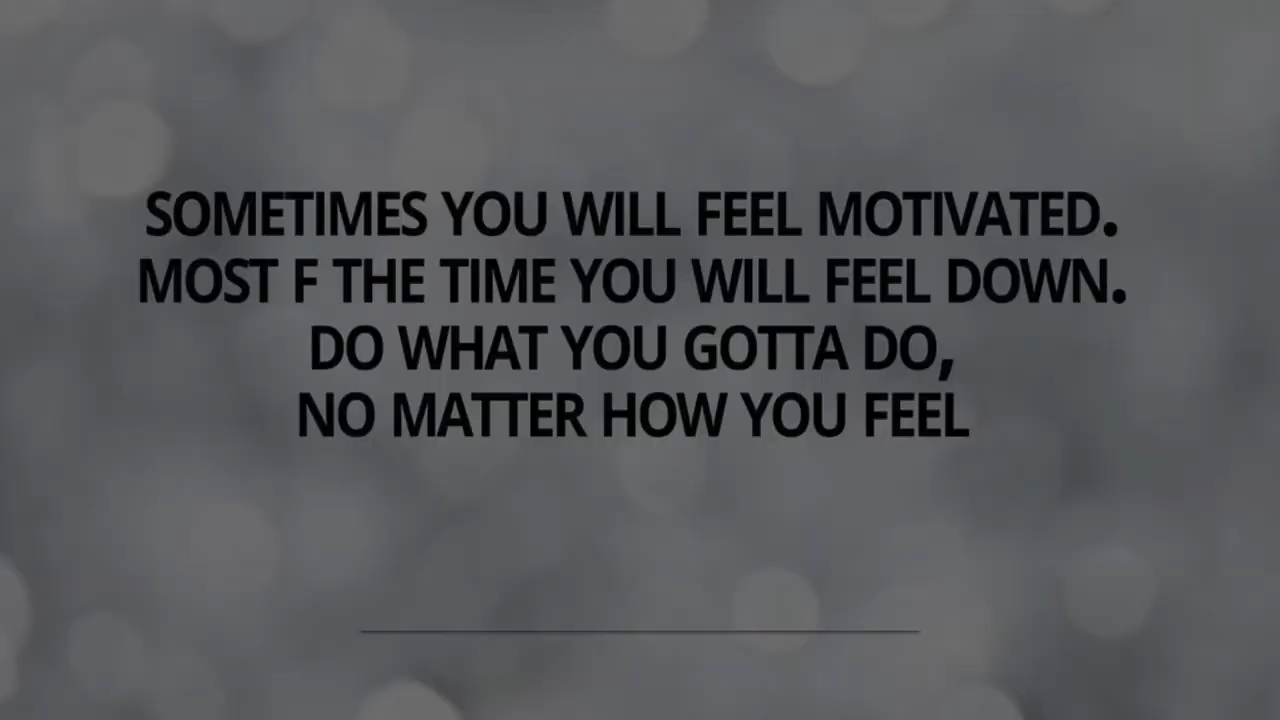 SOMETIMES YOU WILL FEEL MOTIVATED.
MOST F THE TIME YOU WILL FEEL DOWN.
DO WHAT YOU GOTTA DO,
NO MATTER HOW YOU FEEL